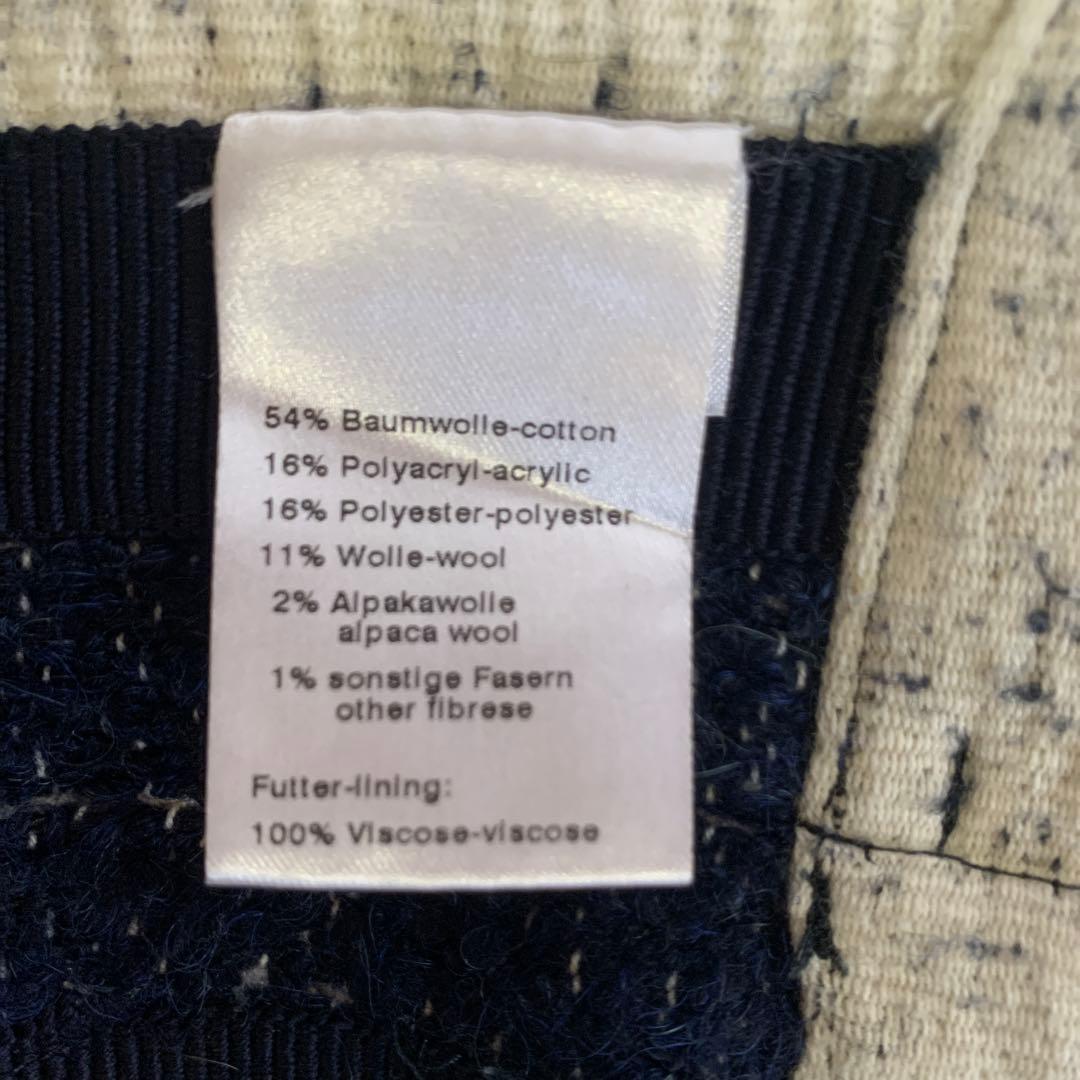 54% Baumwolle-cotton
16% Polyacryl-acrylic
16% Polyester-polyester
11% Wolle-wool
2% Alpakawolle
alpaca wool
1% sonstige Fasern
other fibrese
Futter-lining:
100% Viscose-viscose